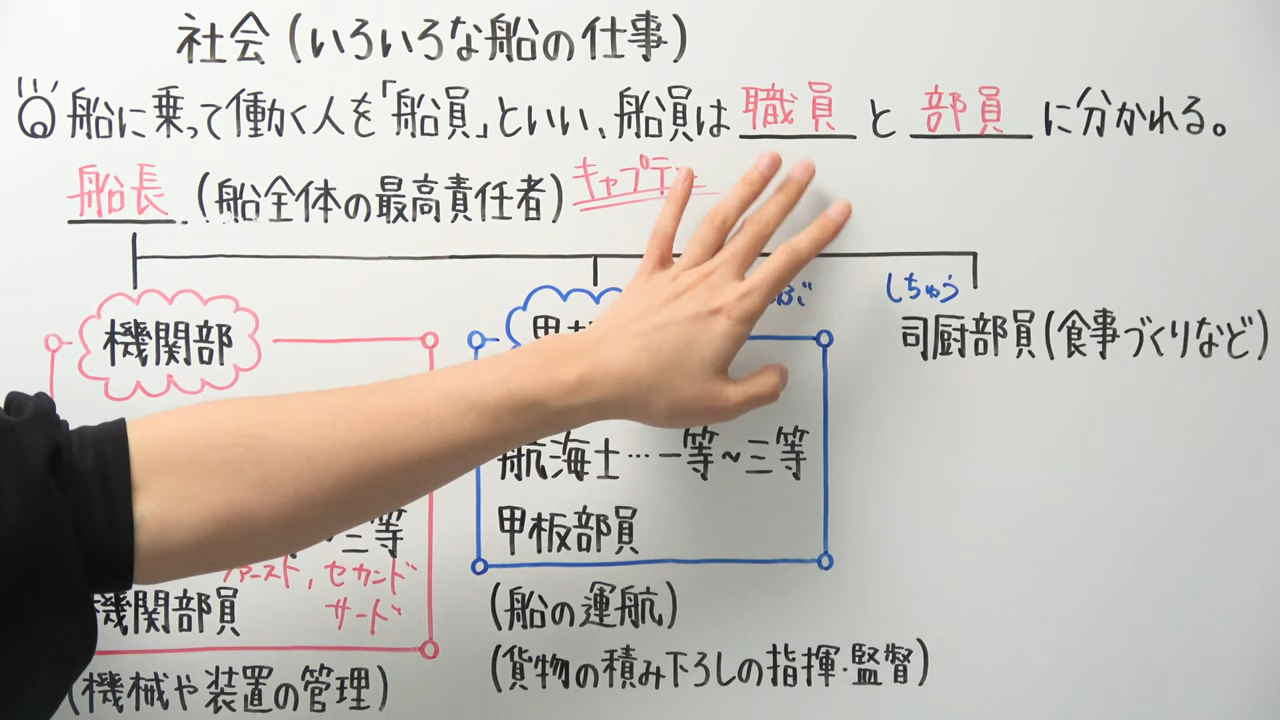 社会(いろいろな船の仕事)
船に乗って働く人を「船員」といい、船員は職員と部員に分かれる。
船長(船全体の最高責任者)キャプテン
しちゅう
機関部
司厨部員(食事づくりなど)
航海士…一等~三等
甲板部員
~三等
ファースト,セカンド
サード
機関部員
(船の運航)
(貨物の積み下ろしの指揮・監督)
(機械や装置の管理)